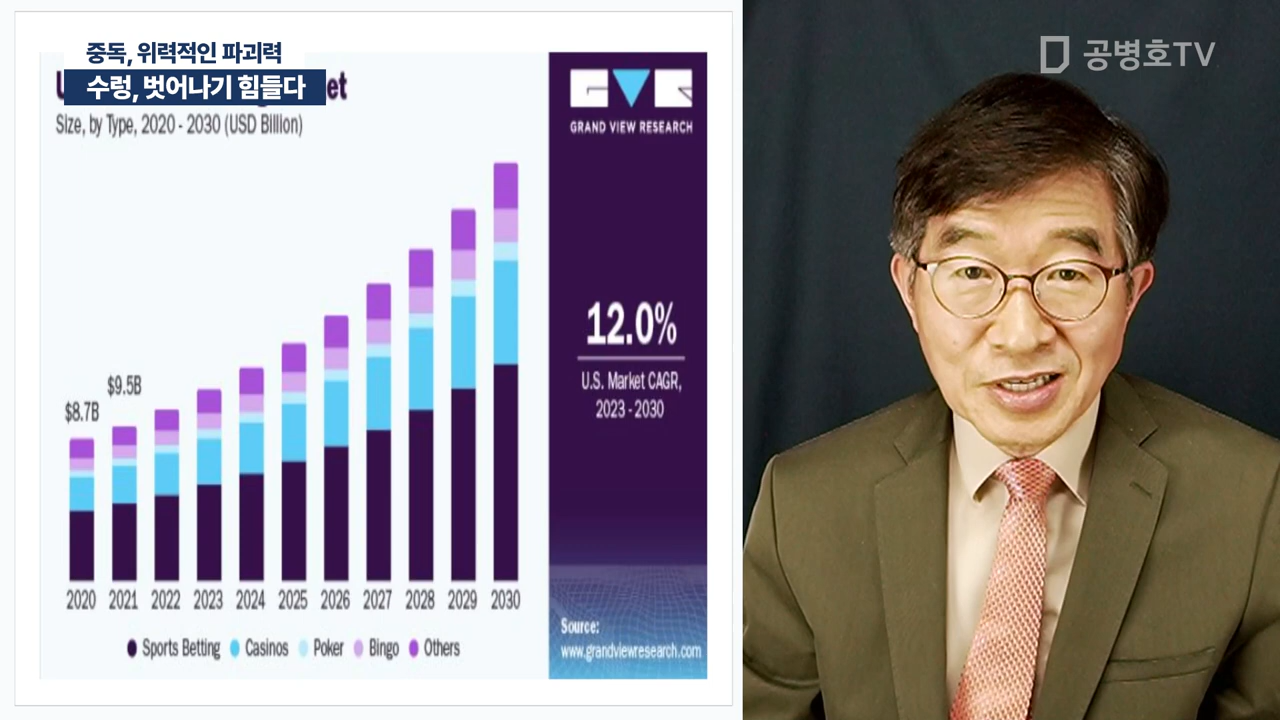 중독, 위력적인 파괴력
수렁, 벗어나기 힘들다
Size, by Type, 2020 - 2030 (USD Billion)
$8.7B
$9.5B
2020 2021 2022 2023 2024 2025 2026 2027 2028 2029 2030
Sports Betting Casinos Poker Bingo Others
GRAND VIEW RESEARCH
12.0%
U.S. Market CAGR,
2023 - 2030
Source:
www.grandviewresearch.com
공병호TV